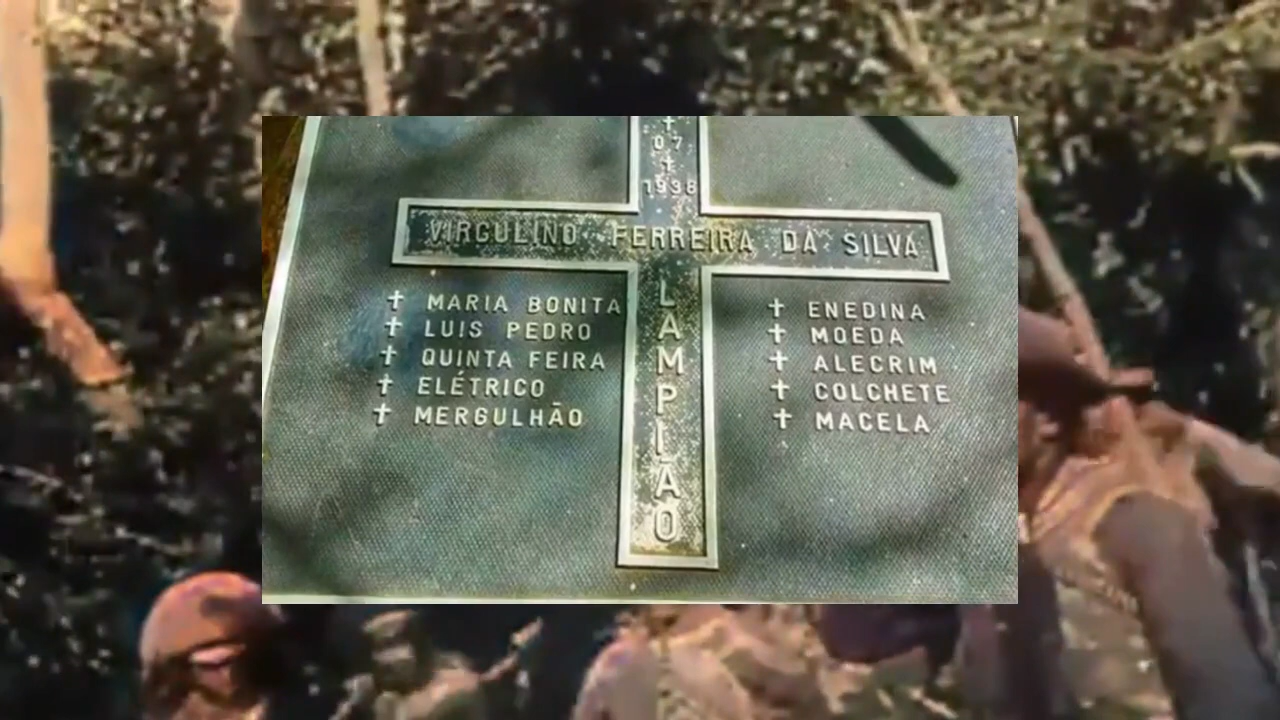 ✝
07
✝
1938
VIRGULINO FERREIRA DA SILVA
LAMPIÃO
✝ MARIA BONITA
✝ LUIS PEDRO
✝ QUINTA FEIRA
✝ ELÉTRICO
✝ MERGULHÃO
✝ ENEDINA
✝ MOEDA
✝ ALECRIM
✝ COLCHETE
✝ MACELA